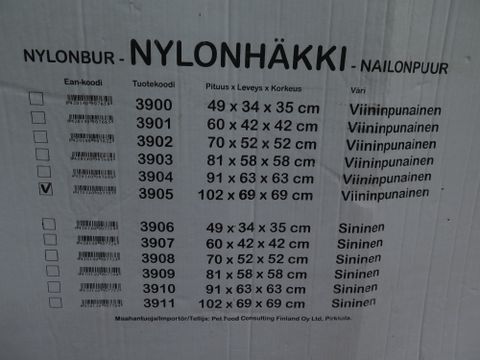 NYLONBUR - NYLONHÄKKI - NAILONPUUR
Ean-koodi Tuotekoodi Pituus x Leveys x Korkeus Väri
3900 49 x 34 x 35 cm Viininpunainen
3901 60 x 42 x 42 cm Viininpunainen
3902 70 x 52 x 52 cm Viininpunainen
3903 81 x 58 x 58 cm Viininpunainen
3904 91 x 63 x 63 cm Viininpunainen
3905 102 x 69 x 69 cm Viininpunainen
3906 49 x 34 x 35 cm Sininen
3907 60 x 42 x 42 cm Sininen
3908 70 x 52 x 52 cm Sininen
3909 81 x 58 x 58 cm Sininen
3910 91 x 63 x 63 cm Sininen
3911 102 x 69 x 69 cm Sininen
Maahantuoja/Importör/Tellija: Pet Food Consulting Finland Oy Ltd, Pirkkala.